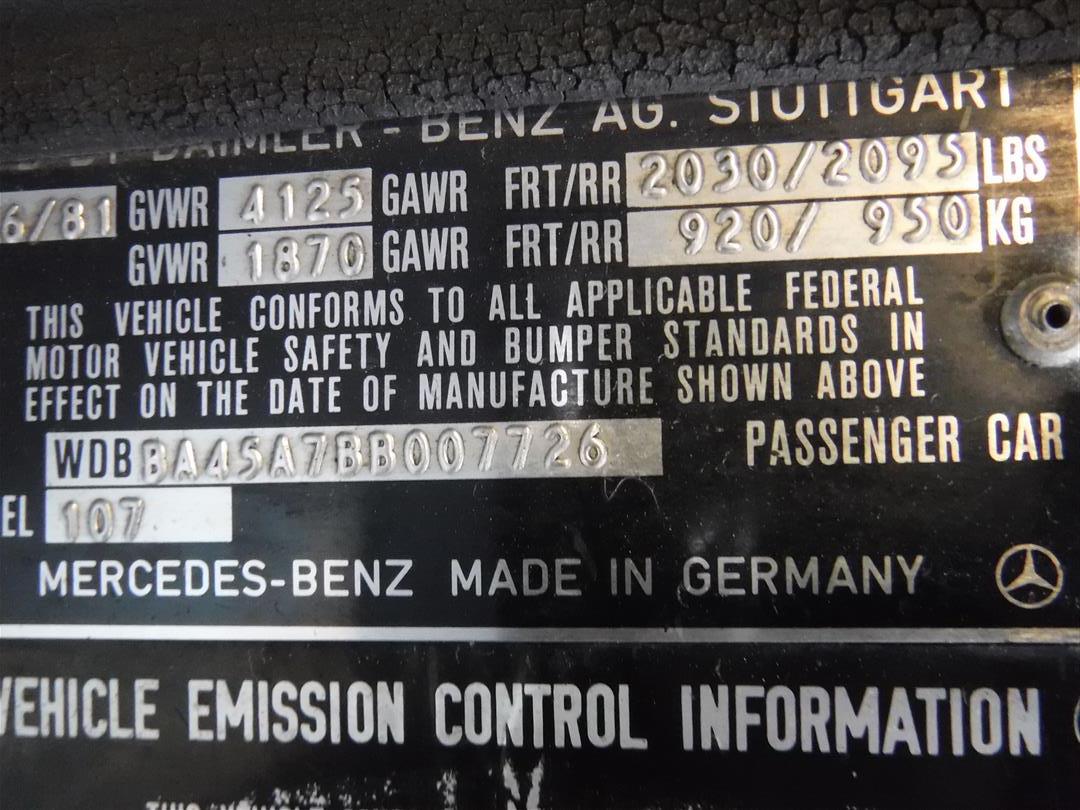 DAIMLER - BENZ AG. STUTTGART
6/81 GVWR 4125 GAWR FRT/RR 2030/2095 LBS
GVWR 1870 GAWR FRT/RR 920/ 950 KG
THIS VEHICLE CONFORMS TO ALL APPLICABLE FEDERAL
MOTOR VEHICLE SAFETY AND BUMPER STANDARDS IN
EFFECT ON THE DATE OF MANUFACTURE SHOWN ABOVE
WDBBA45A7BB007726 PASSENGER CAR
EL 107
MERCEDES-BENZ MADE IN GERMANY
VEHICLE EMISSION CONTROL INFORMATION